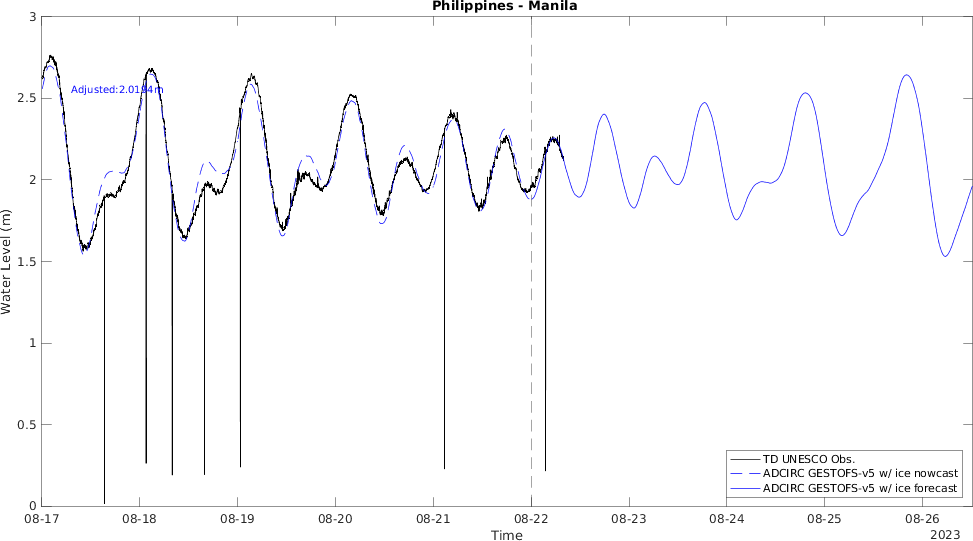 Philippines - Manila
3
2.5
2
1.5
1
0.5
0
Water Level (m)
Adjusted:2.0194m
TD UNESCO Obs.
ADCIRC GESTOFS-v5 w/ ice nowcast
ADCIRC GESTOFS-v5 w/ ice forecast
08-17 08-18 08-19 08-20 08-21 08-22 08-23 08-24 08-25 08-26
Time
2023